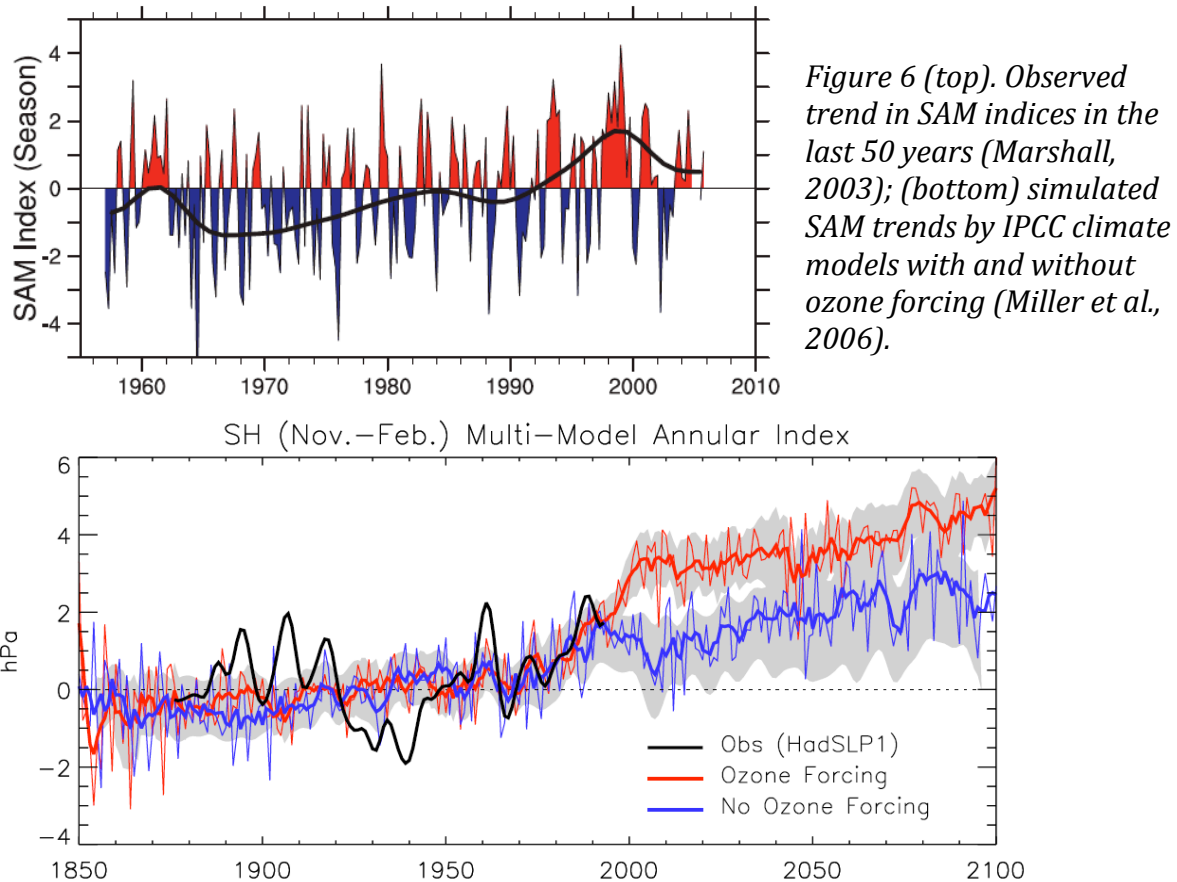 SAM Index (Season)
4
2
0
-2
-4
1960 1970 1980 1990 2000 2010
Figure 6 (top). Observed
trend in SAM indices in the
last 50 years (Marshall,
2003); (bottom) simulated
SAM trends by IPCC climate
models with and without
ozone forcing (Miller et al.,
2006).
SH (Nov.-Feb.) Multi-Model Annular Index
hPa
6
4
2
0
-2
-4
Obs (HadSLP1)
Ozone Forcing
No Ozone Forcing
1850 1900 1950 2000 2050 2100